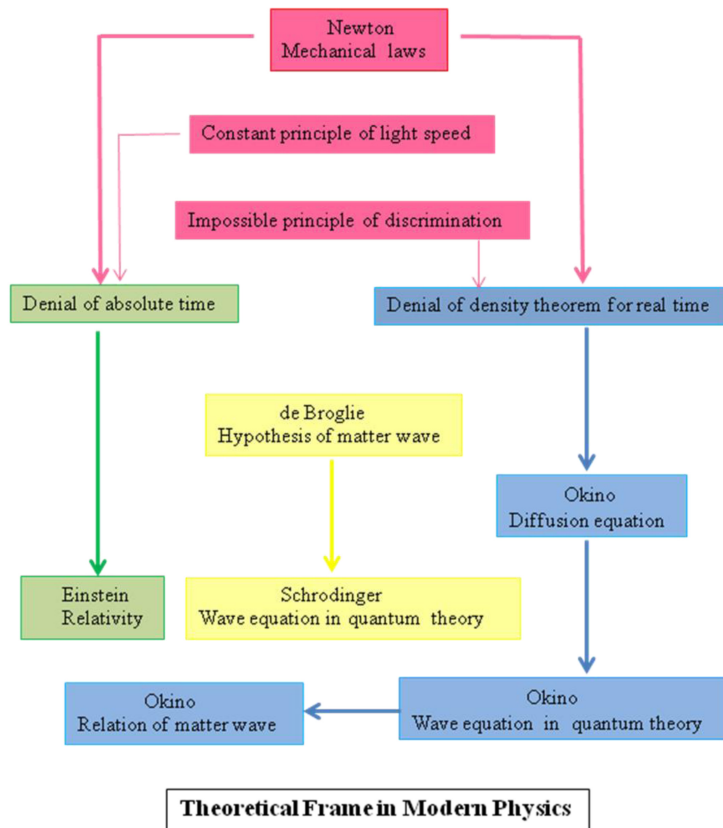 Newton
Mechanical laws
Constant principle of light speed
Impossible principle of discrimination
Denial of absolute time
Denial of density theorem for real time
de Broglie
Hypothesis of matter wave
Okino
Diffusion equation
Einstein
Relativity
Schrodinger
Wave equation in quantum theory
Okino
Relation of matter wave
Okino
Wave equation in quantum theory
Theoretical Frame in Modern Physics